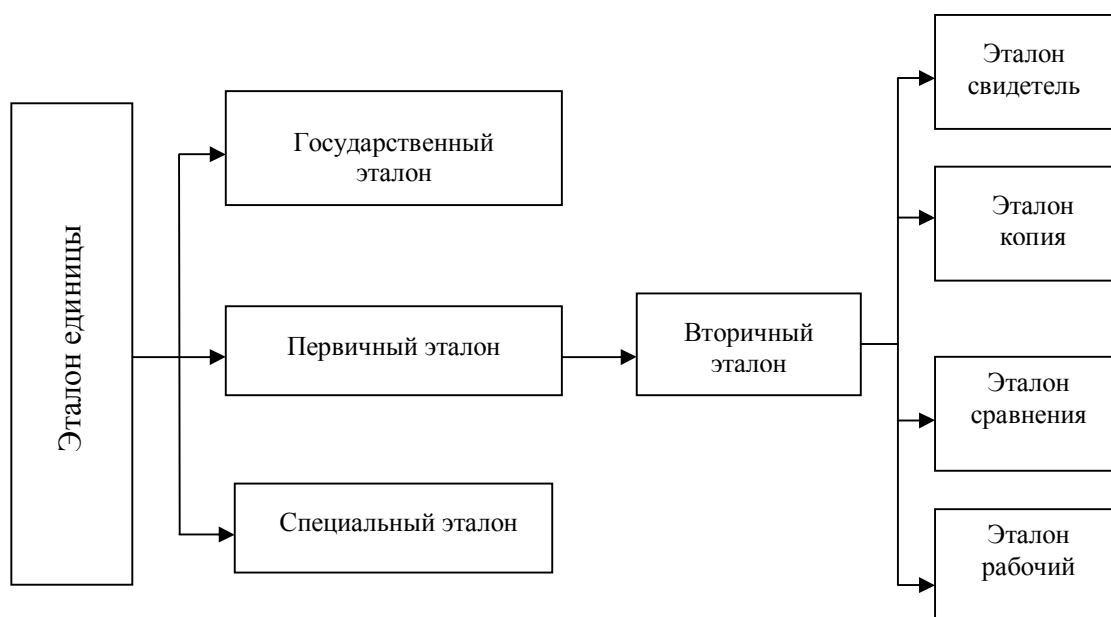 Эталон единицы
Государственный
эталон
Первичный эталон
Специальный эталон
Вторичный
эталон
Эталон
свидетель
Эталон
копия
Эталон
сравнения
Эталон
рабочий